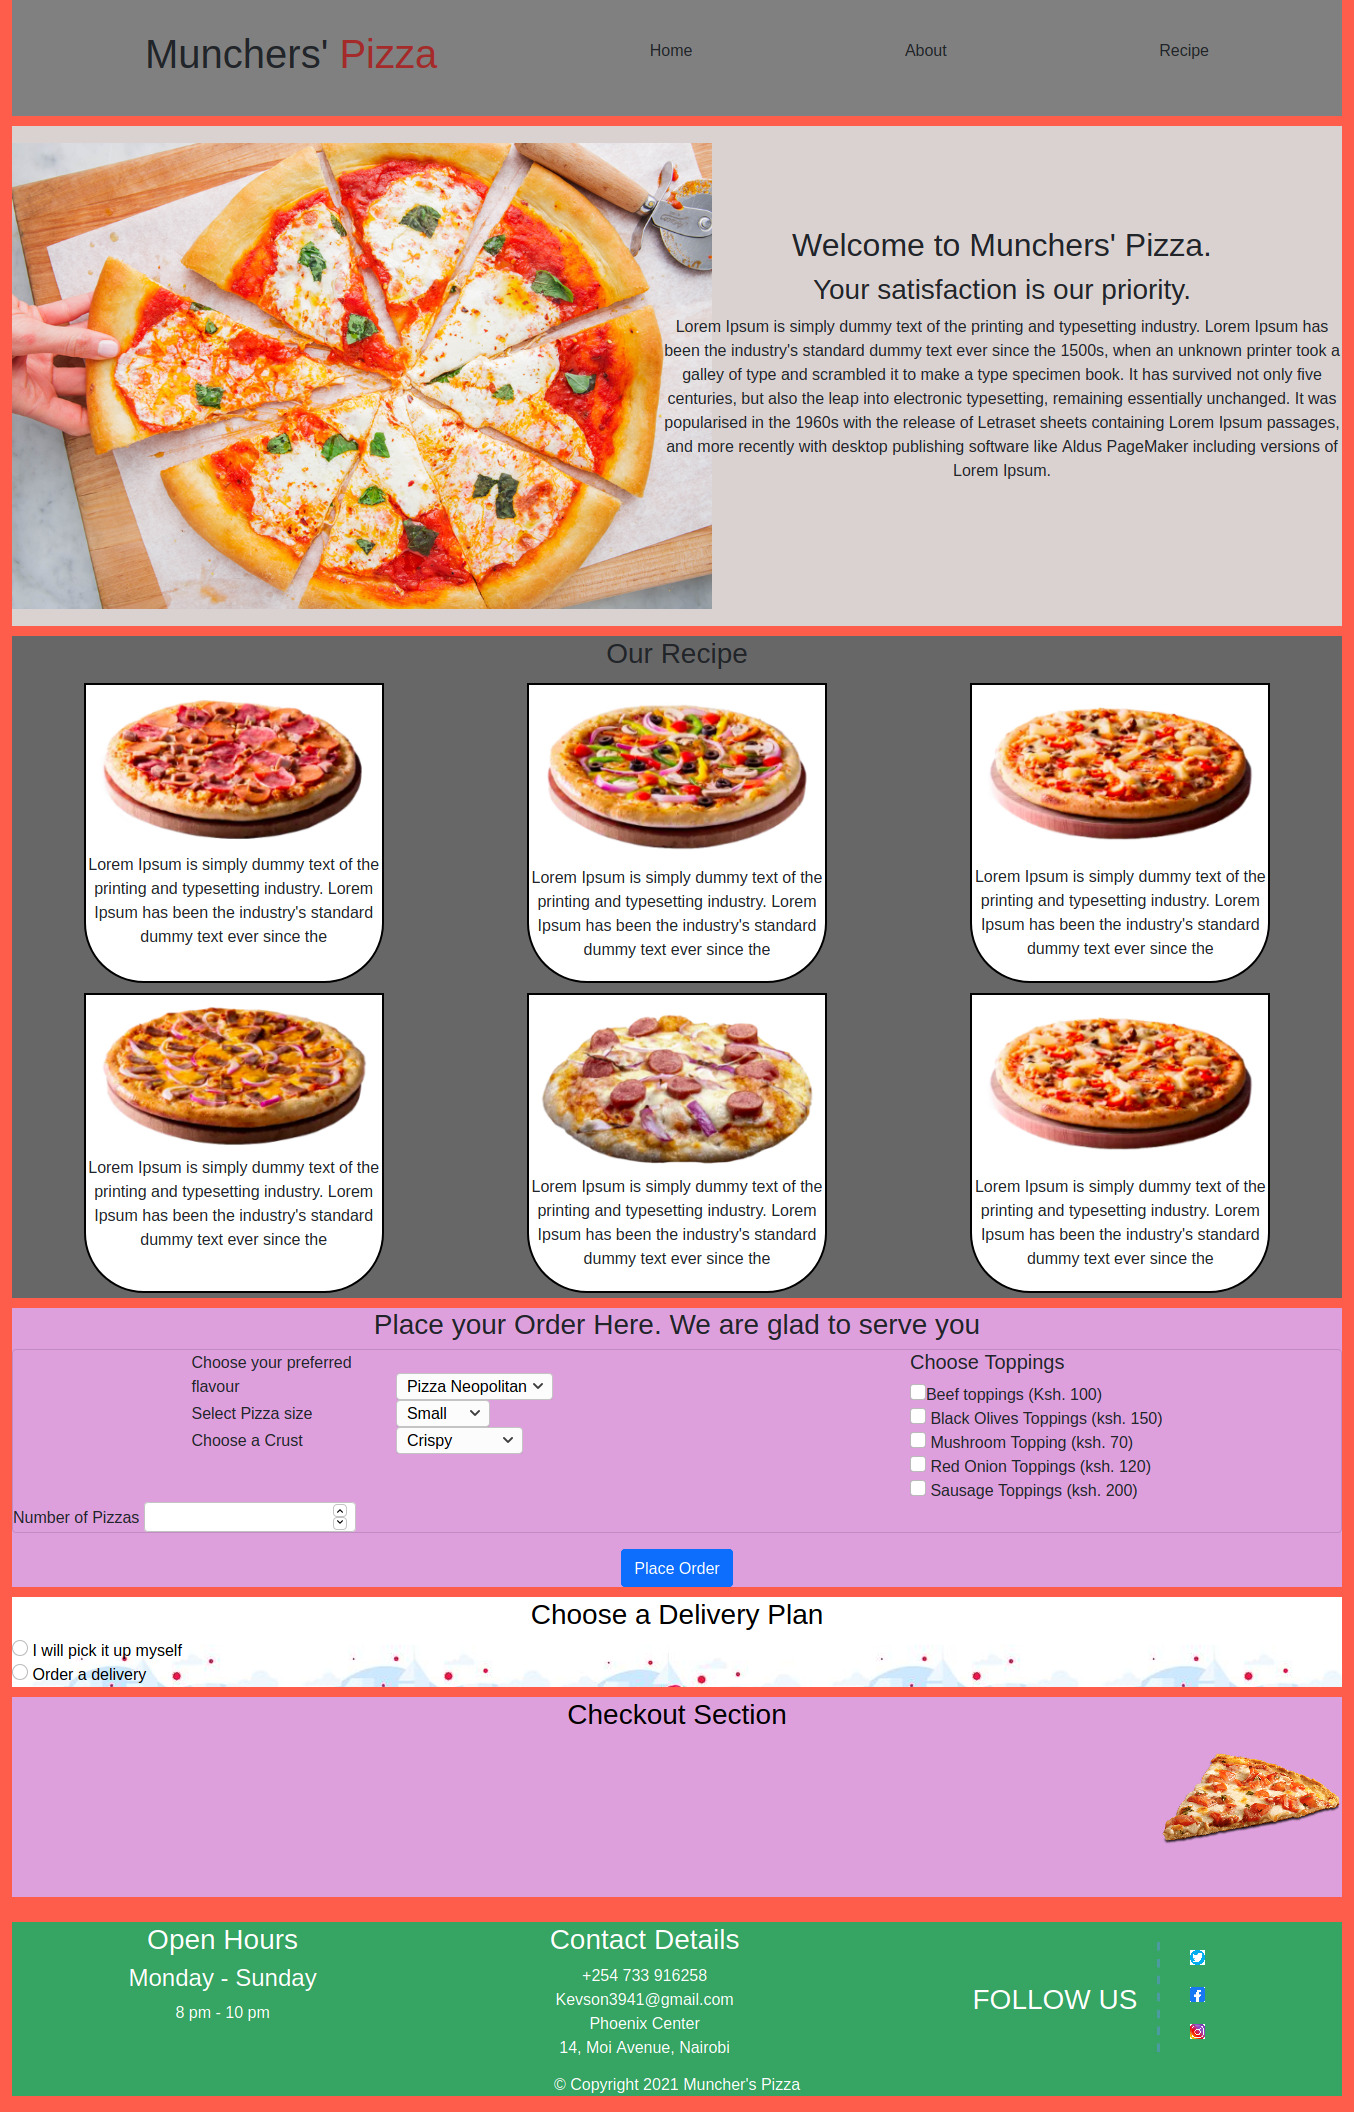 Munchers' Pizza
Home
About
Recipe
Welcome to Munchers' Pizza.
Your satisfaction is our priority.
Lorem Ipsum is simply dummy text of the printing and typesetting industry. Lorem Ipsum has
been the industry's standard dummy text ever since the 1500s, when an unknown printer took a
galley of type and scrambled it to make a type specimen book. It has survived not only five
centuries, but also the leap into electronic typesetting, remaining essentially unchanged. It was
popularised in the 1960s with the release of Letraset sheets containing Lorem Ipsum passages,
and more recently with desktop publishing software like Aldus PageMaker including versions of
Lorem Ipsum.
Our Recipe
Lorem Ipsum is simply dummy text of the
printing and typesetting industry. Lorem
Ipsum has been the industry's standard
dummy text ever since the
Lorem Ipsum is simply dummy text of the
printing and typesetting industry. Lorem
Ipsum has been the industry's standard
dummy text ever since the
Lorem Ipsum is simply dummy text of the
printing and typesetting industry. Lorem
Ipsum has been the industry's standard
dummy text ever since the
Lorem Ipsum is simply dummy text of the
printing and typesetting industry. Lorem
Ipsum has been the industry's standard
dummy text ever since the
Lorem Ipsum is simply dummy text of the
printing and typesetting industry. Lorem
Ipsum has been the industry's standard
dummy text ever since the
Lorem Ipsum is simply dummy text of the
printing and typesetting industry. Lorem
Ipsum has been the industry's standard
dummy text ever since the
Place your Order Here. We are glad to serve you
Choose your preferred
flavour
Pizza Neopolitan
Select Pizza size
Small
Choose a Crust
Crispy
Choose Toppings
Beef toppings (Ksh. 100)
Black Olives Toppings (ksh. 150)
Mushroom Topping (ksh. 70)
Red Onion Toppings (ksh. 120)
Sausage Toppings (ksh. 200)
Number of Pizzas
Place Order
Choose a Delivery Plan
I will pick it up myself
Order a delivery
Checkout Section
Open Hours
Monday - Sunday
8 pm - 10 pm
Contact Details
+254 733 916258
Kevson3941@gmail.com
Phoenix Center
14, Moi Avenue, Nairobi
FOLLOW US
© Copyright 2021 Muncher's Pizza